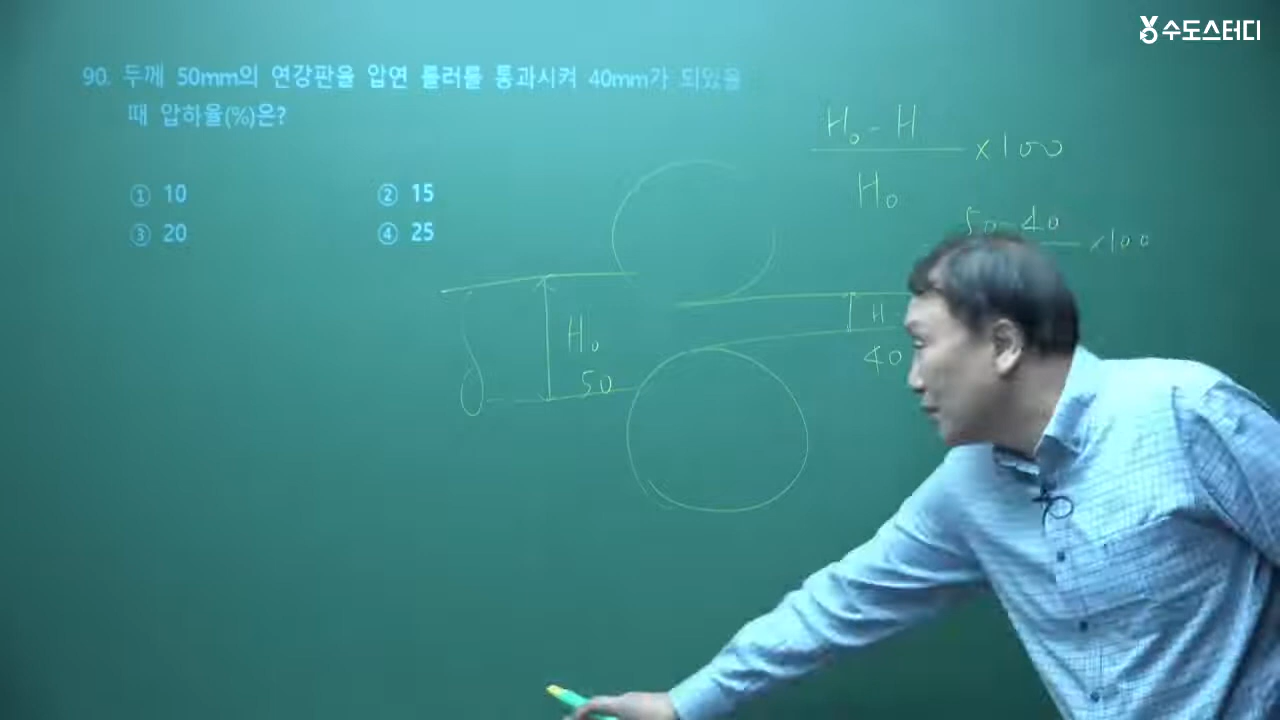 수도스터디
90. 두께 50mm의 연강판을 압연 롤러를 통과시켜 40mm가 되었을
때 압하율(%)은?
① 10
② 15
③ 20
④ 25
H₀ - H
H₀
×100
50-40
×100
H₀
50
H
40